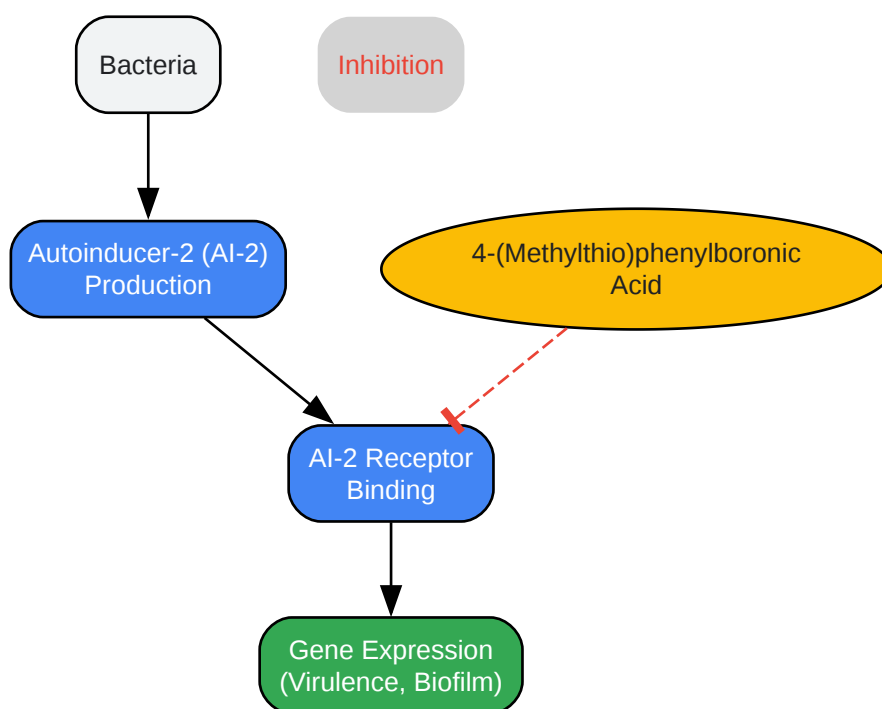 Bacteria
Inhibition
Autoinducer-2 (AI-2)
Production
4-(Methylthio)phenylboronic
Acid
AI-2 Receptor
Binding
Gene Expression
(Virulence, Biofilm)